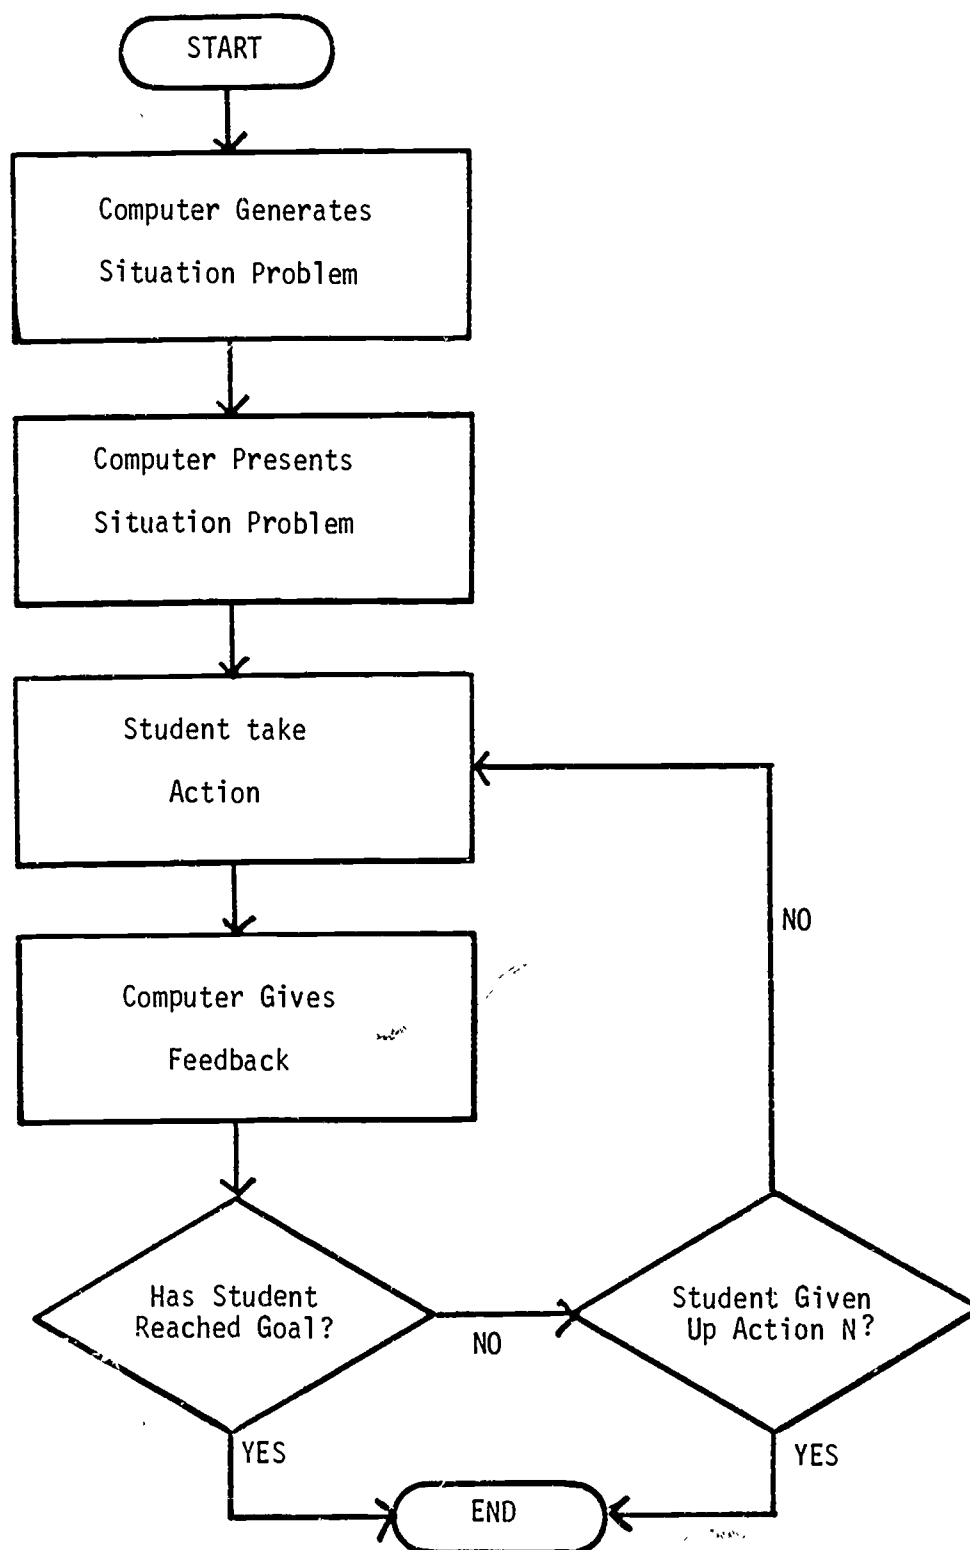 START
Computer Generates
Situation Problem
Computer Presents
Situation Problem
Student take
Action
NO
Computer Gives
Feedback
Has Student
Reached Goal?
NO
Student Given
Up Action N?
YES
YES
END